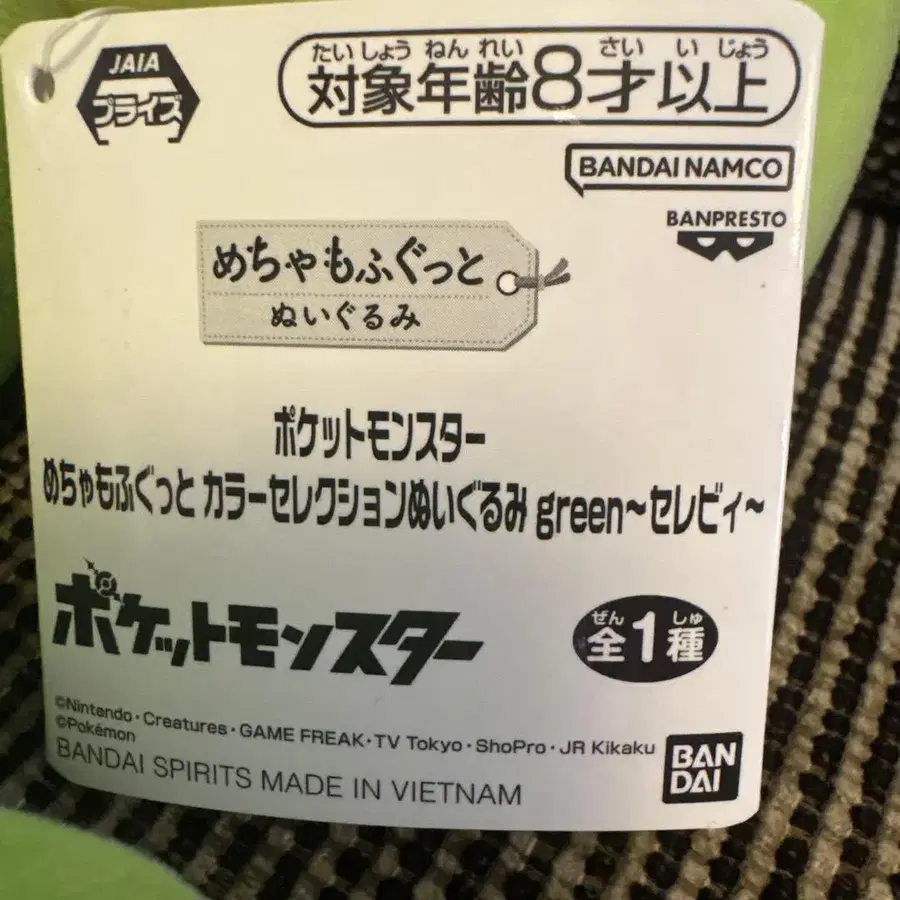 JAIA
プライズ
たいしょうねんれい さいいじょう
対象年齢8才以上
BANDAI NAMCO
BANPRESTO
めちゃもふぐっと
ぬいぐるみ
ポケットモンスター
めちゃもふぐっと カラーセレクションぬいぐるみ green~セレビィ~
ポケットモンスター
ぜん しゅ
全1種
©Nintendo・Creatures・GAME FREAK・TV Tokyo・ShoPro・JR Kikaku
©Pokémon
BANDAI SPIRITS MADE IN VIETNAM
BAN
DAI